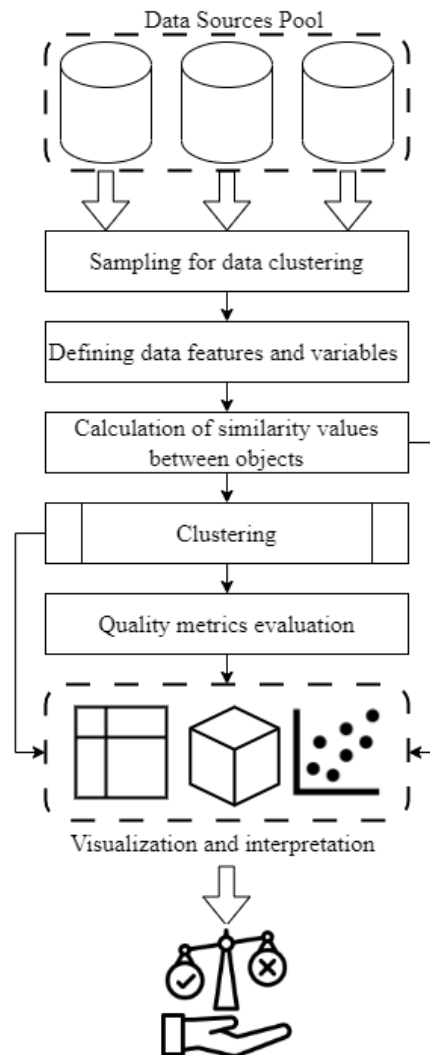 Data Sources Pool
Sampling for data clustering
Defining data features and variables
Calculation of similarity values
between objects
Clustering
Quality metrics evaluation
Visualization and interpretation